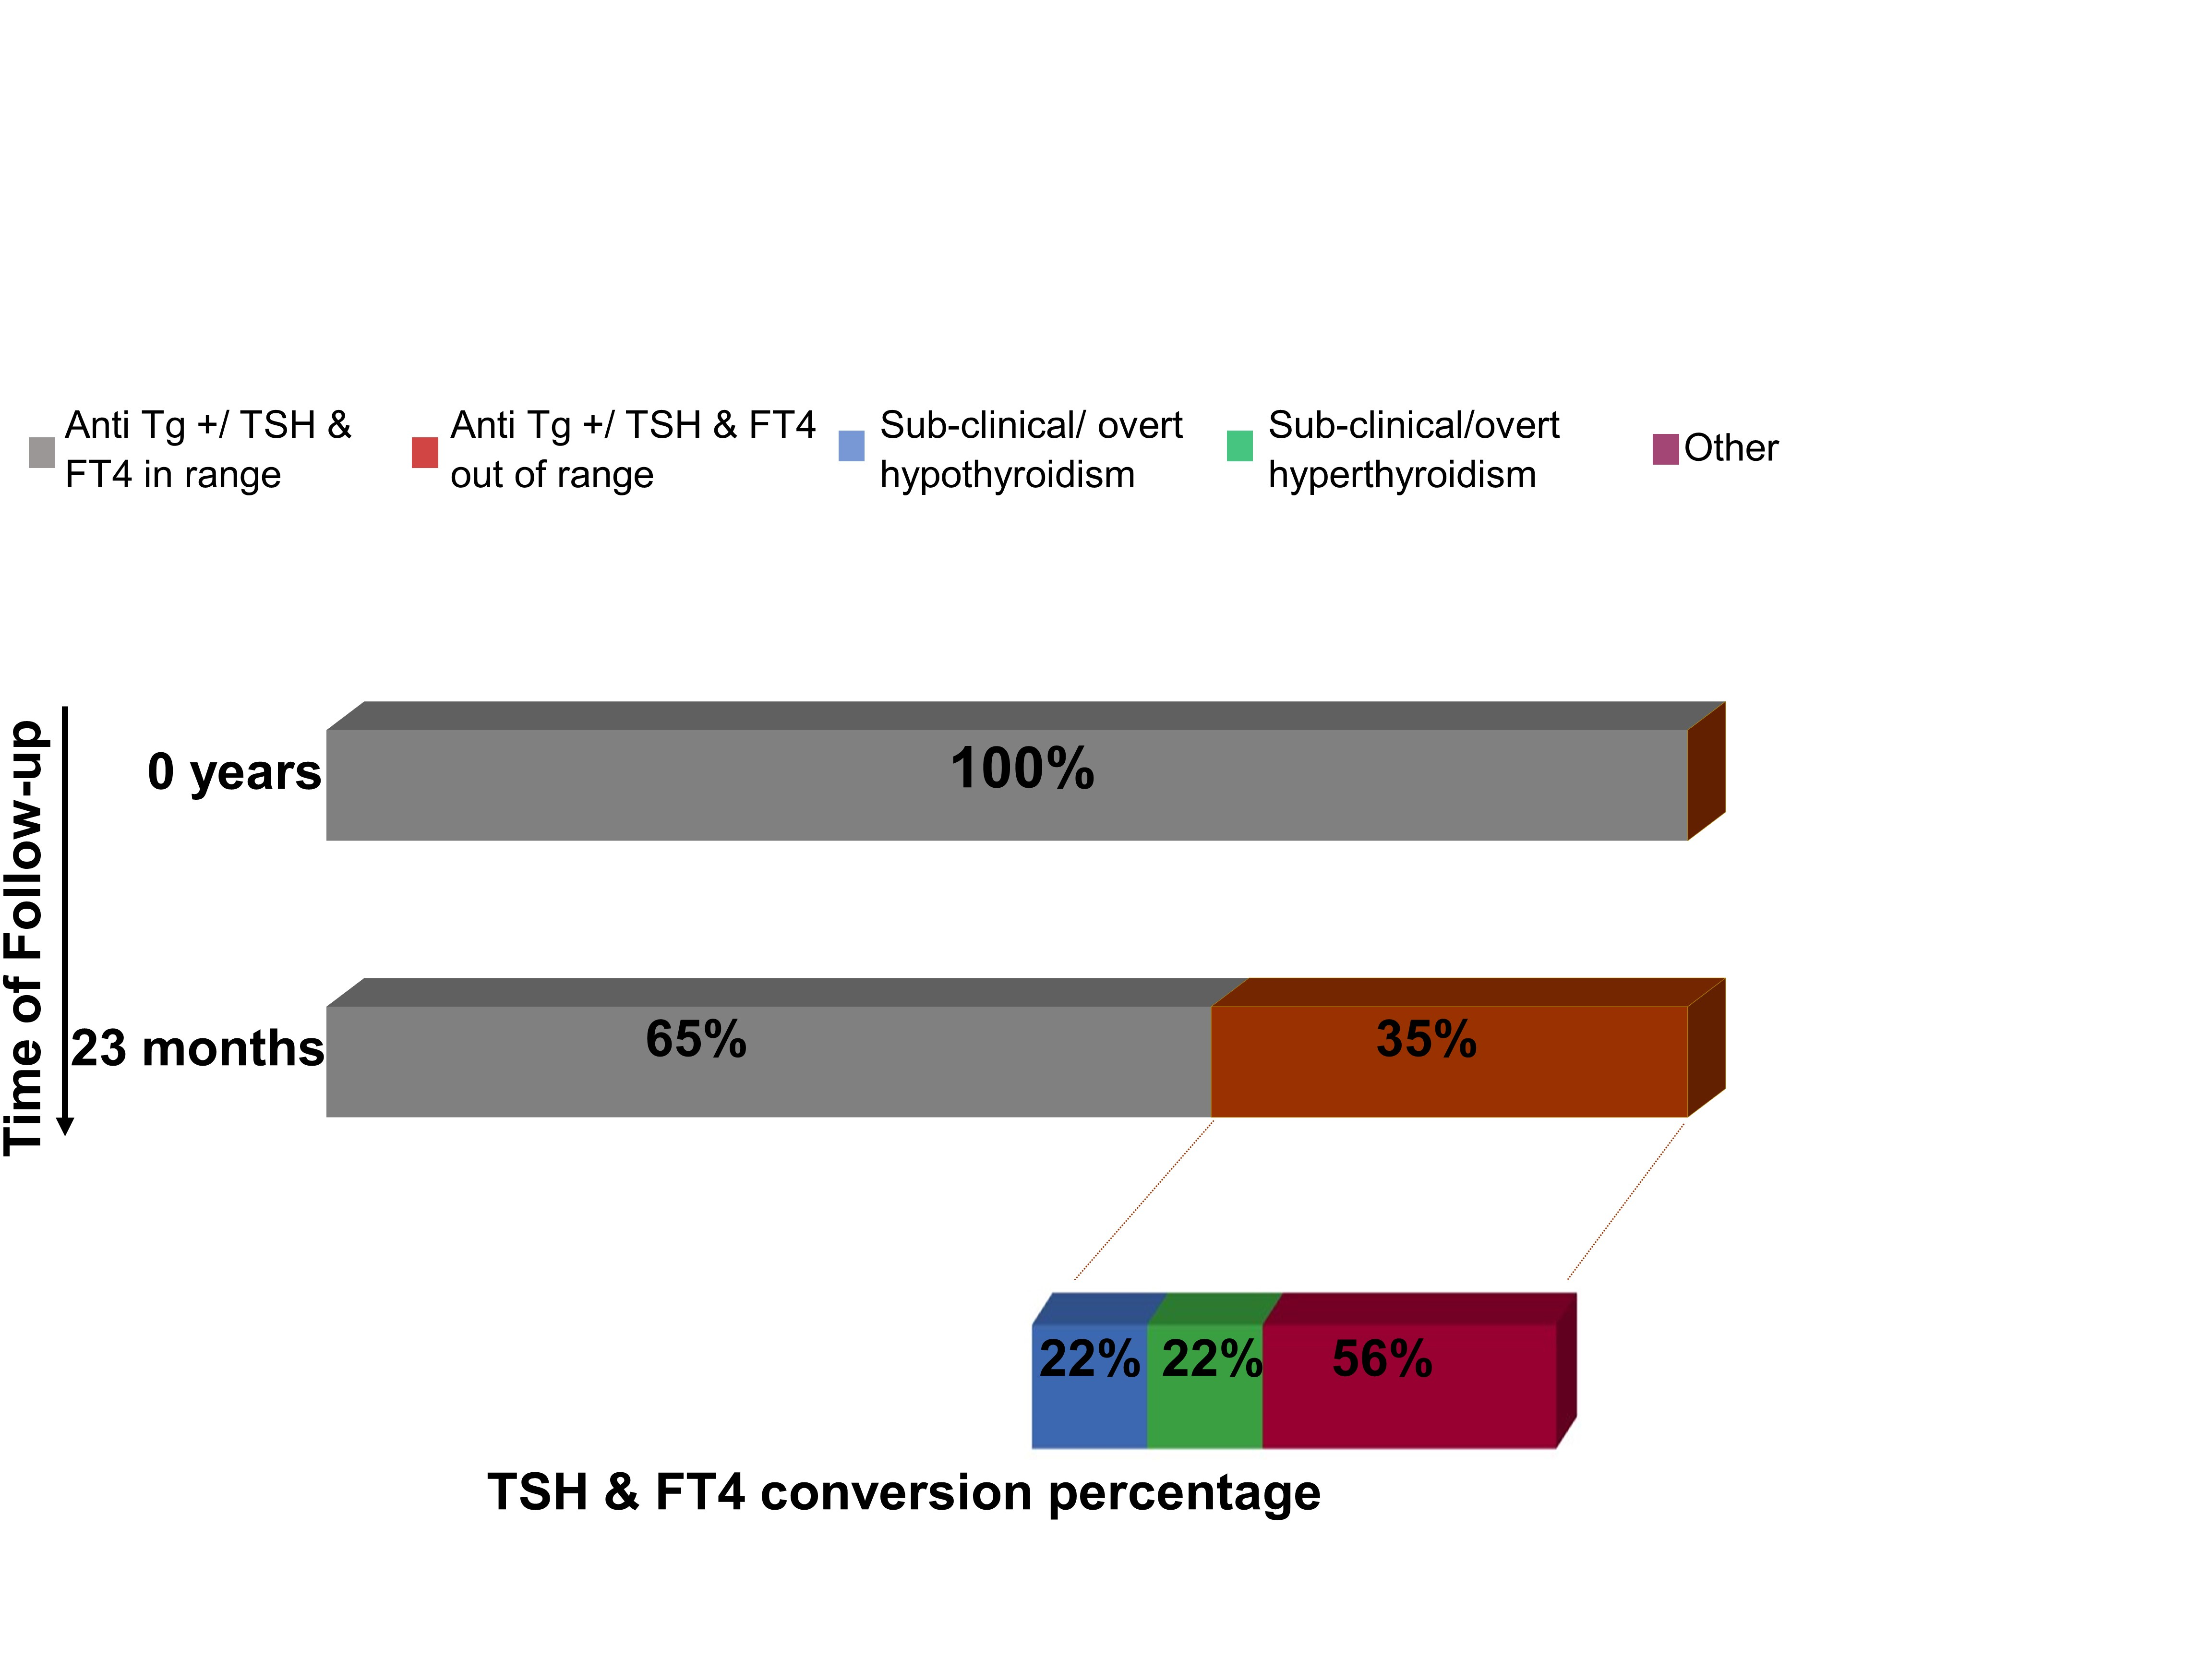 Anti Tg +/ TSH &
FT4 in range
Anti Tg +/ TSH & FT4
out of range
Sub-clinical/ overt
hypothyroidism
Sub-clinical/overt
hyperthyroidism
Other
Time of Follow-up
0 years
100%
23 months
65%
35%
22%
22%
56%
TSH & FT4 conversion percentage